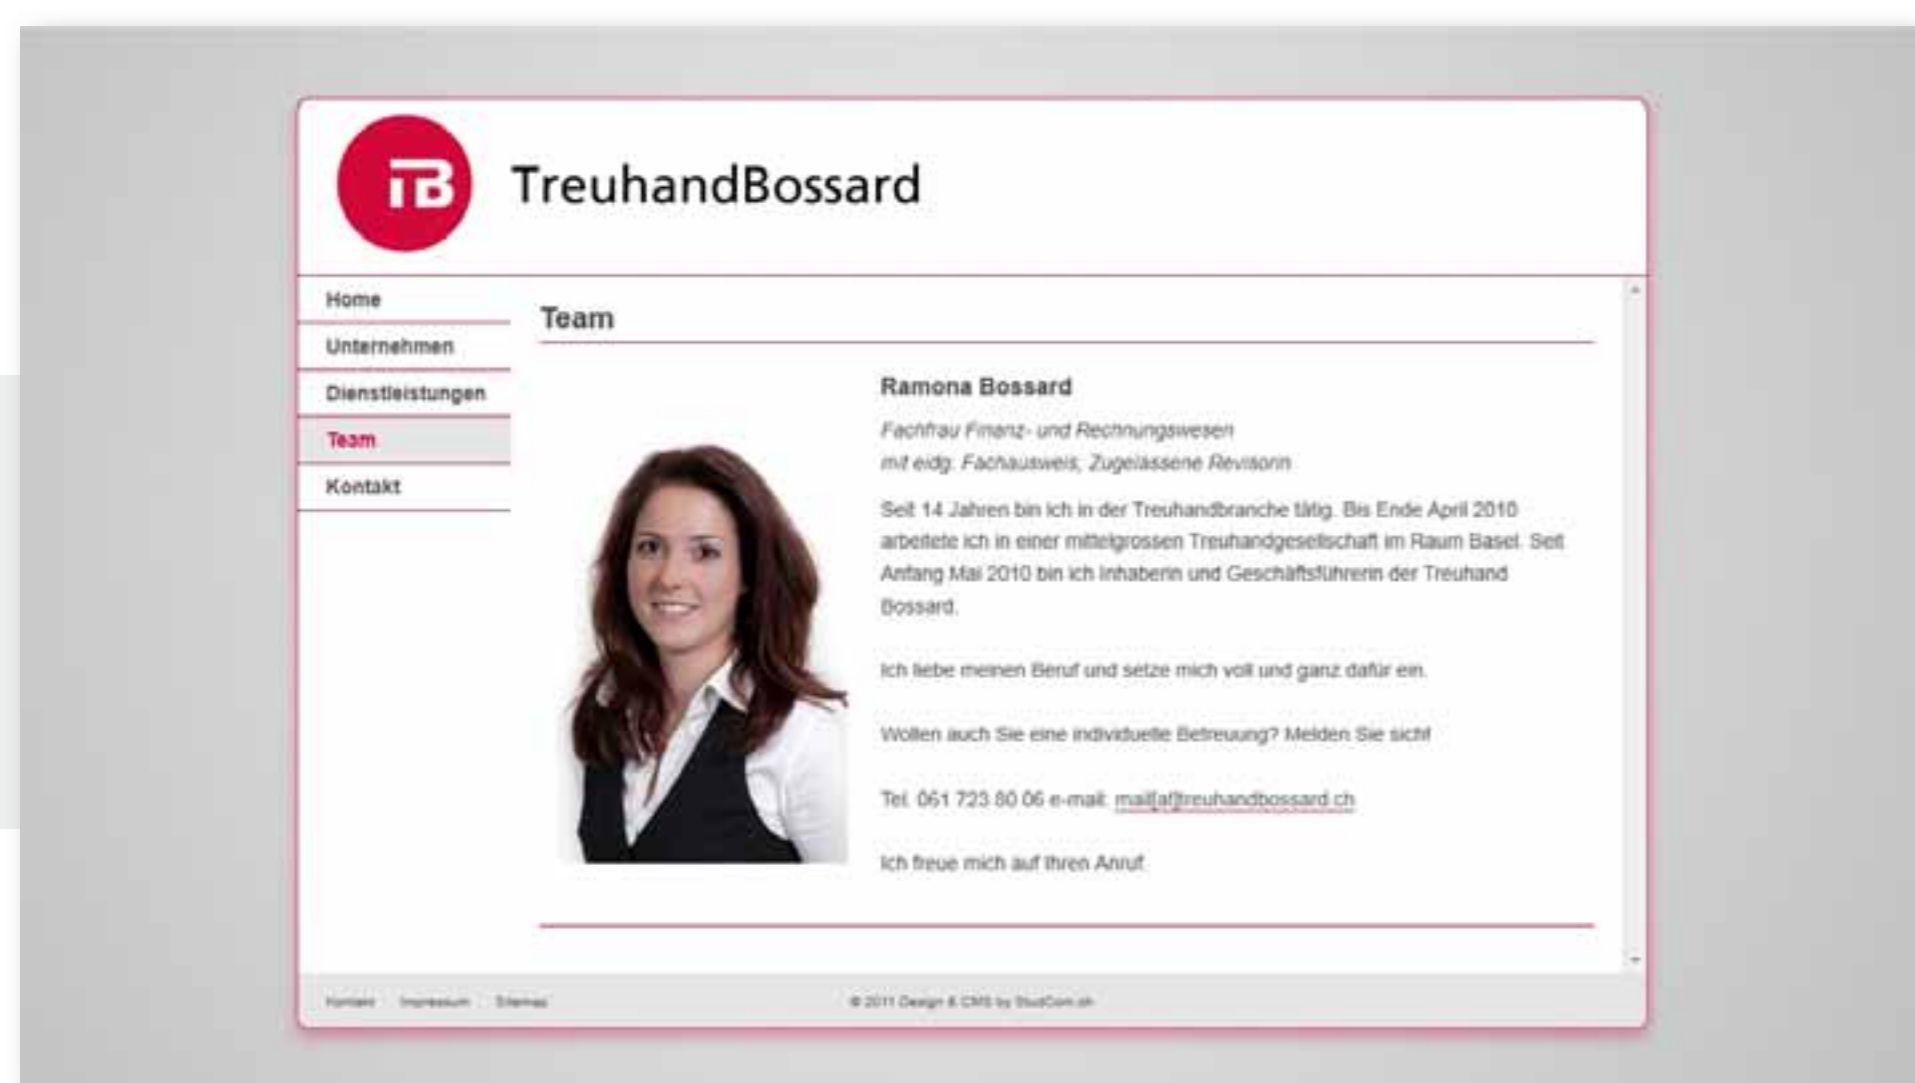 TB
TreuhandBossard
Home
Unternehmen
Dienstleistungen
Team
Kontakt
Team
Ramona Bossard
Fachfrau Finanz- und Rechnungswesen
mit eidg. Fachausweis, Zugelassene Revisorin
Seit 14 Jahren bin ich in der Treuhandbranche tätig. Bis Ende April 2010
arbeitete ich in einer mittelgrossen Treuhandgesellschaft im Raum Basel. Seit
Anfang Mai 2010 bin ich Inhaberin und Geschäftsführerin der Treuhand
Bossard.
Ich liebe meinen Beruf und setze mich voll und ganz dafür ein.
Wollen auch Sie eine individuelle Betreuung? Melden Sie sich!
Tel. 061 723 80 06 e-mail: mail[at]treuhandbossard.ch
Ich freue mich auf Ihren Anruf.
Kontakt Impressum Sitemap
© 2011 Design & CMS by StudCom.ch